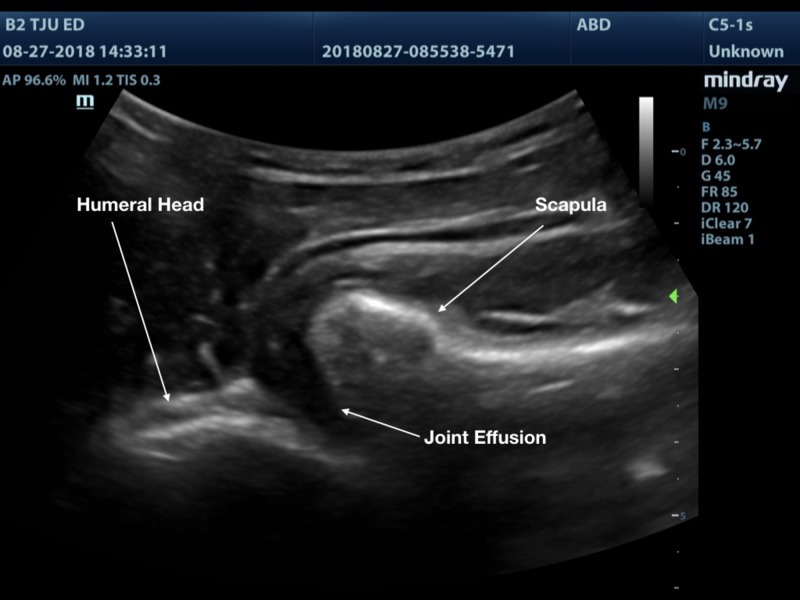 B2 TJU ED
ABD
C5-1s
08-27-2018 14:33:11
20180827-085538-5471
Unknown
AP 96.6% MI 1.2 TIS 0.3
mindray
m
M9
B
F 2.3~5.7
D 6.0
G 45
FR 85
DR 120
iClear 7
iBeam 1
0
Humeral Head
Scapula
Joint Effusion
5